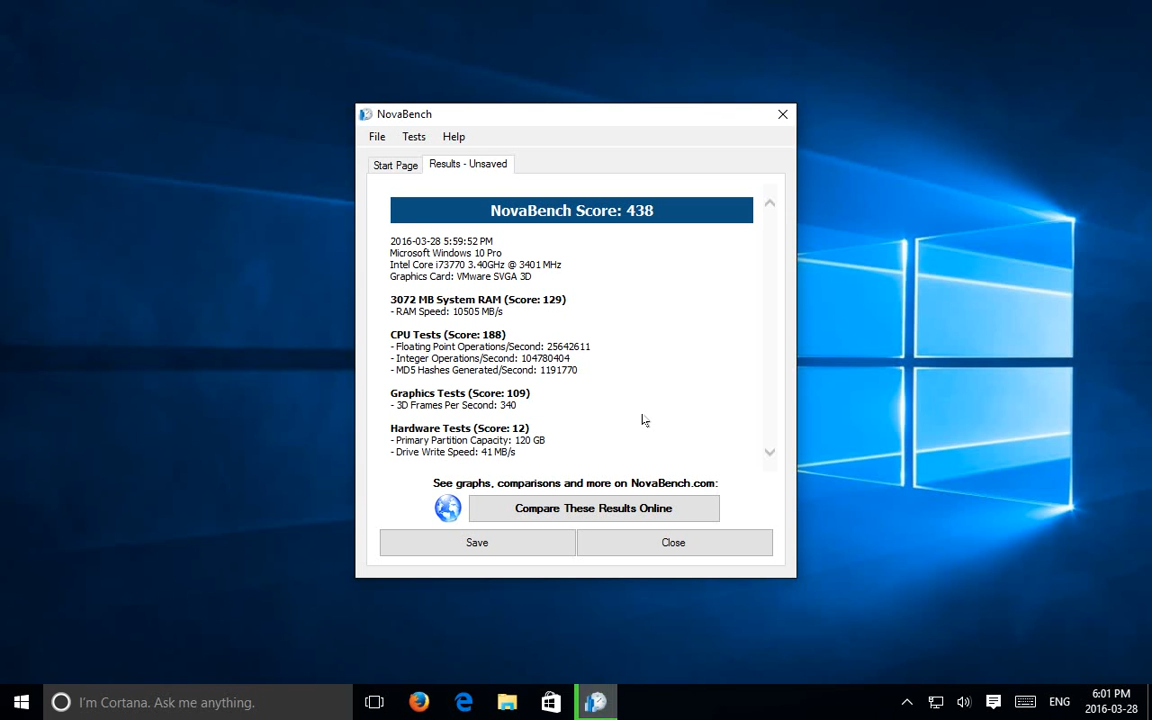 NovaBench
File Tests Help
Start Page Results - Unsaved
NovaBench Score: 438
2016-03-28 5:59:52 PM
Microsoft Windows 10 Pro
Intel Core i73770 3.40GHz @ 3401 MHz
Graphics Card: VMware SVGA 3D
3072 MB System RAM (Score: 129)
- RAM Speed: 10505 MB/s
CPU Tests (Score: 188)
- Floating Point Operations/Second: 25642611
- Integer Operations/Second: 104780404
- MD5 Hashes Generated/Second: 1191770
Graphics Tests (Score: 109)
- 3D Frames Per Second: 340
Hardware Tests (Score: 12)
- Primary Partition Capacity: 120 GB
- Drive Write Speed: 41 MB/s
See graphs, comparisons and more on NovaBench.com:
Compare These Results Online
Save Close
I'm Cortana. Ask me anything.
ENG
6:01 PM
2016-03-28